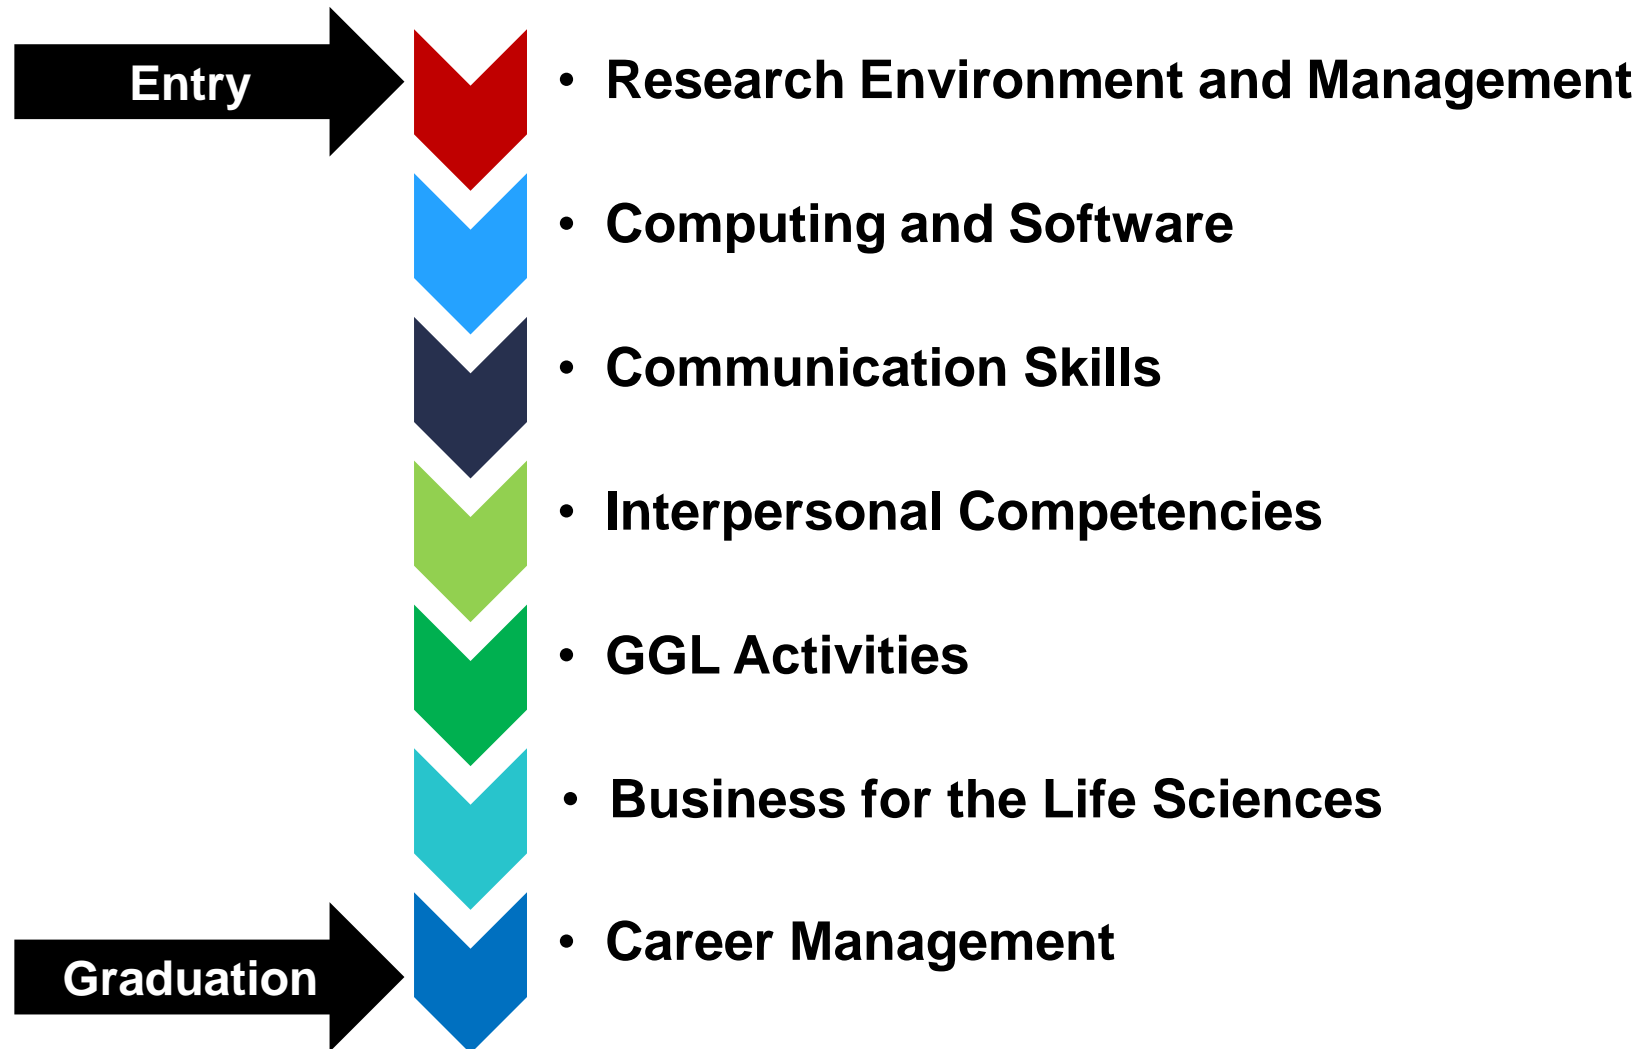 Entry
• Research Environment and Management
• Computing and Software
• Communication Skills
• Interpersonal Competencies
• GGL Activities
• Business for the Life Sciences
• Career Management
Graduation